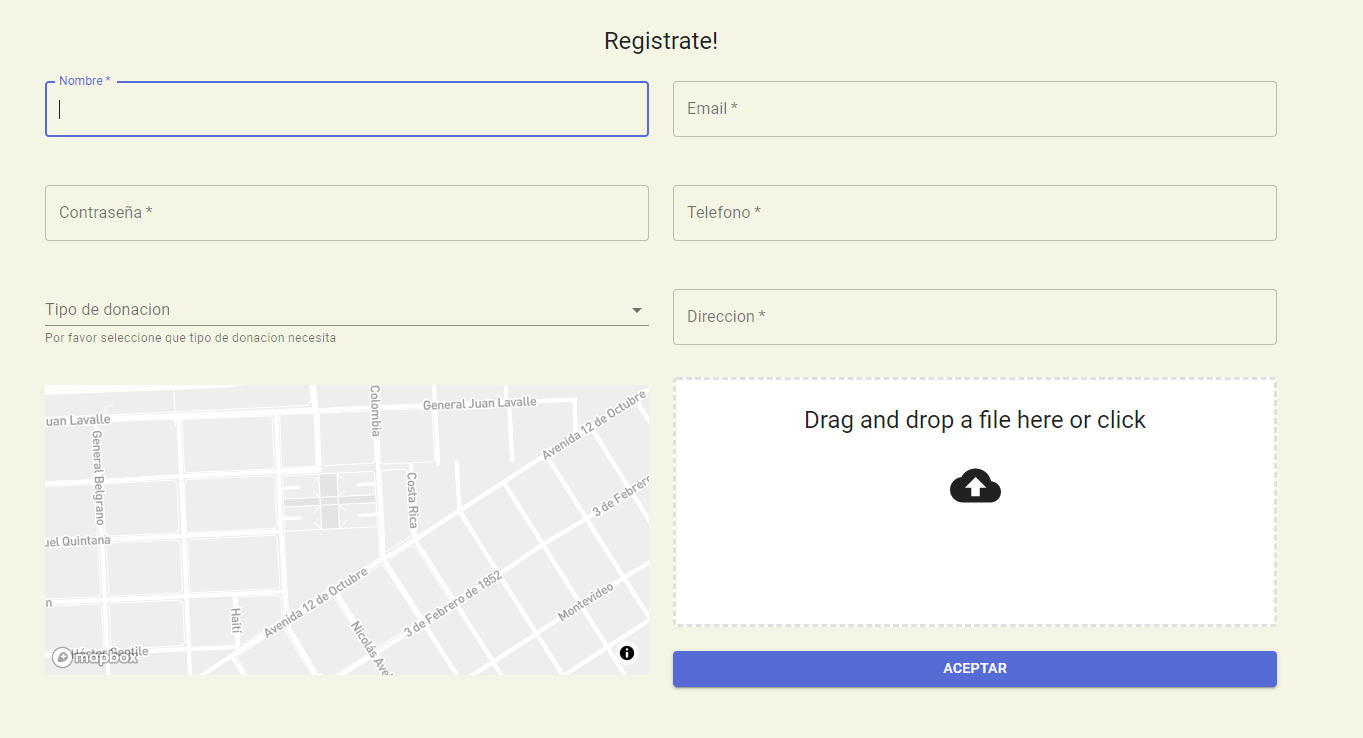 Registrate!
Nombre *
Email *
Contraseña *
Telefono *
Tipo de donacion
Por favor seleccione que tipo de donacion necesita
Direccion *
uan Lavalle
General Belgrano
Colombia
General Juan Lavalle
Avenida 12 de Octubre
Costa Rica
3 de Febrero
uel Quintana
n
Haití
Avenida 12 de Octubre
Nicolás Ave
3 de Febrero de 1852
Montevideo
Héctor Gentile
mapbox
Drag and drop a file here or click
ACEPTAR